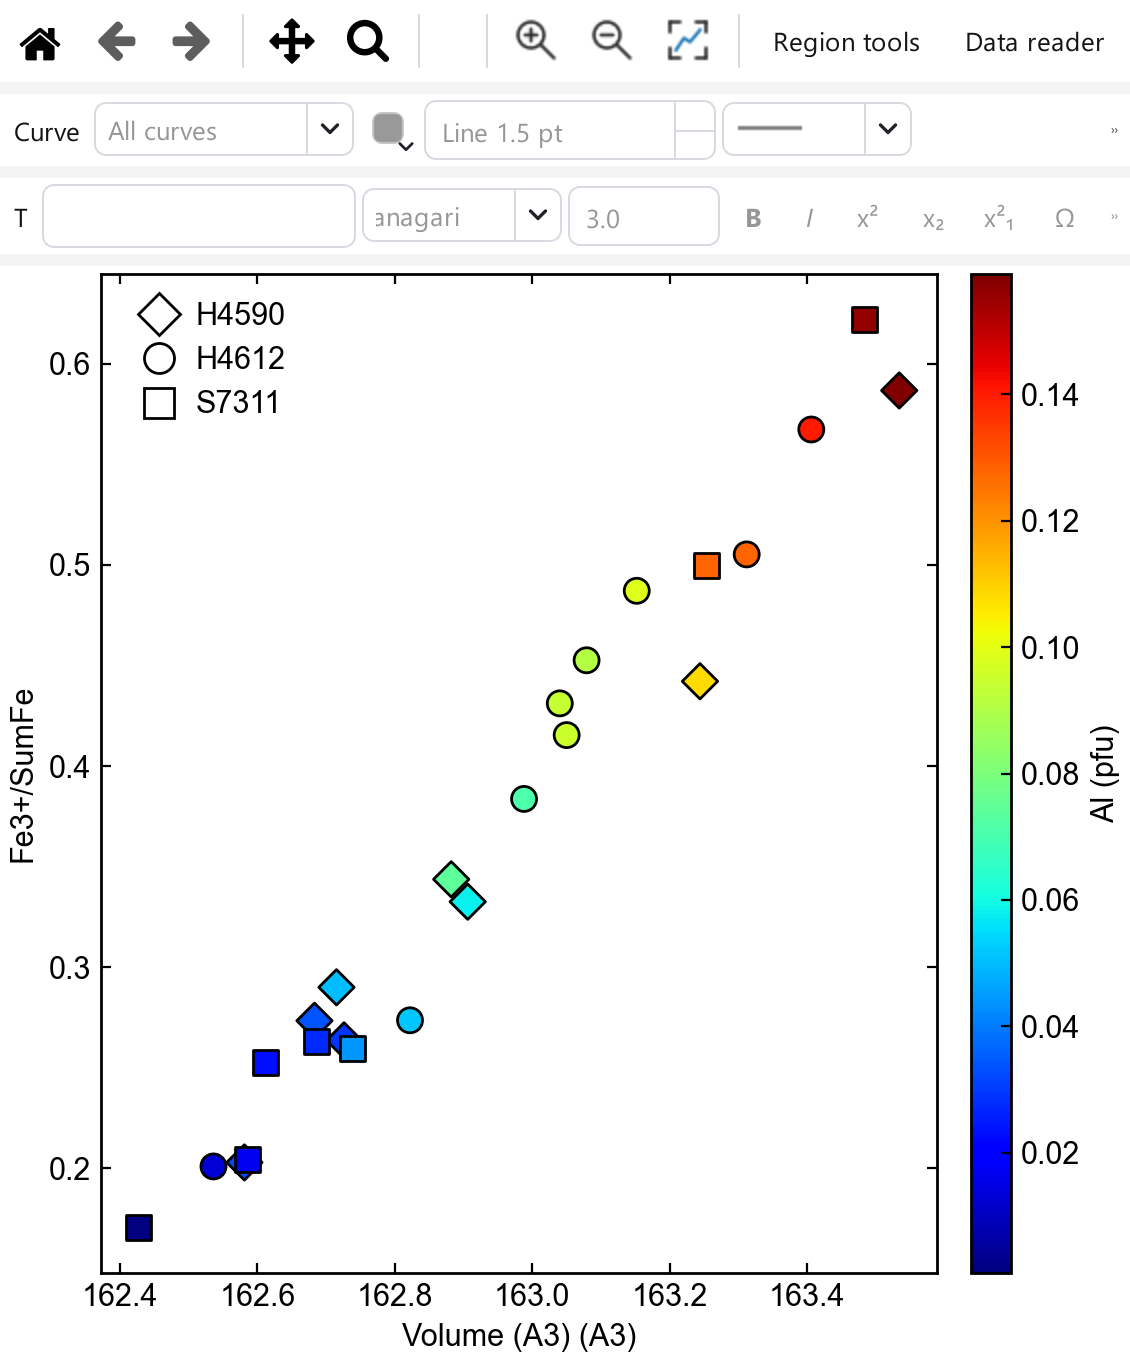 Region tools Data reader
Curve All curves Line 1.5 pt »
T anagari 3.0 B I x² x₂ x²₁ Ω »
H4590
H4612
S7311
0.6
0.5
0.4
0.3
0.2
Fe3+/SumFe
162.4 162.6 162.8 163.0 163.2 163.4
Volume (A3) (A3)
0.14
0.12
0.10
0.08
0.06
0.04
0.02
Al (pfu)